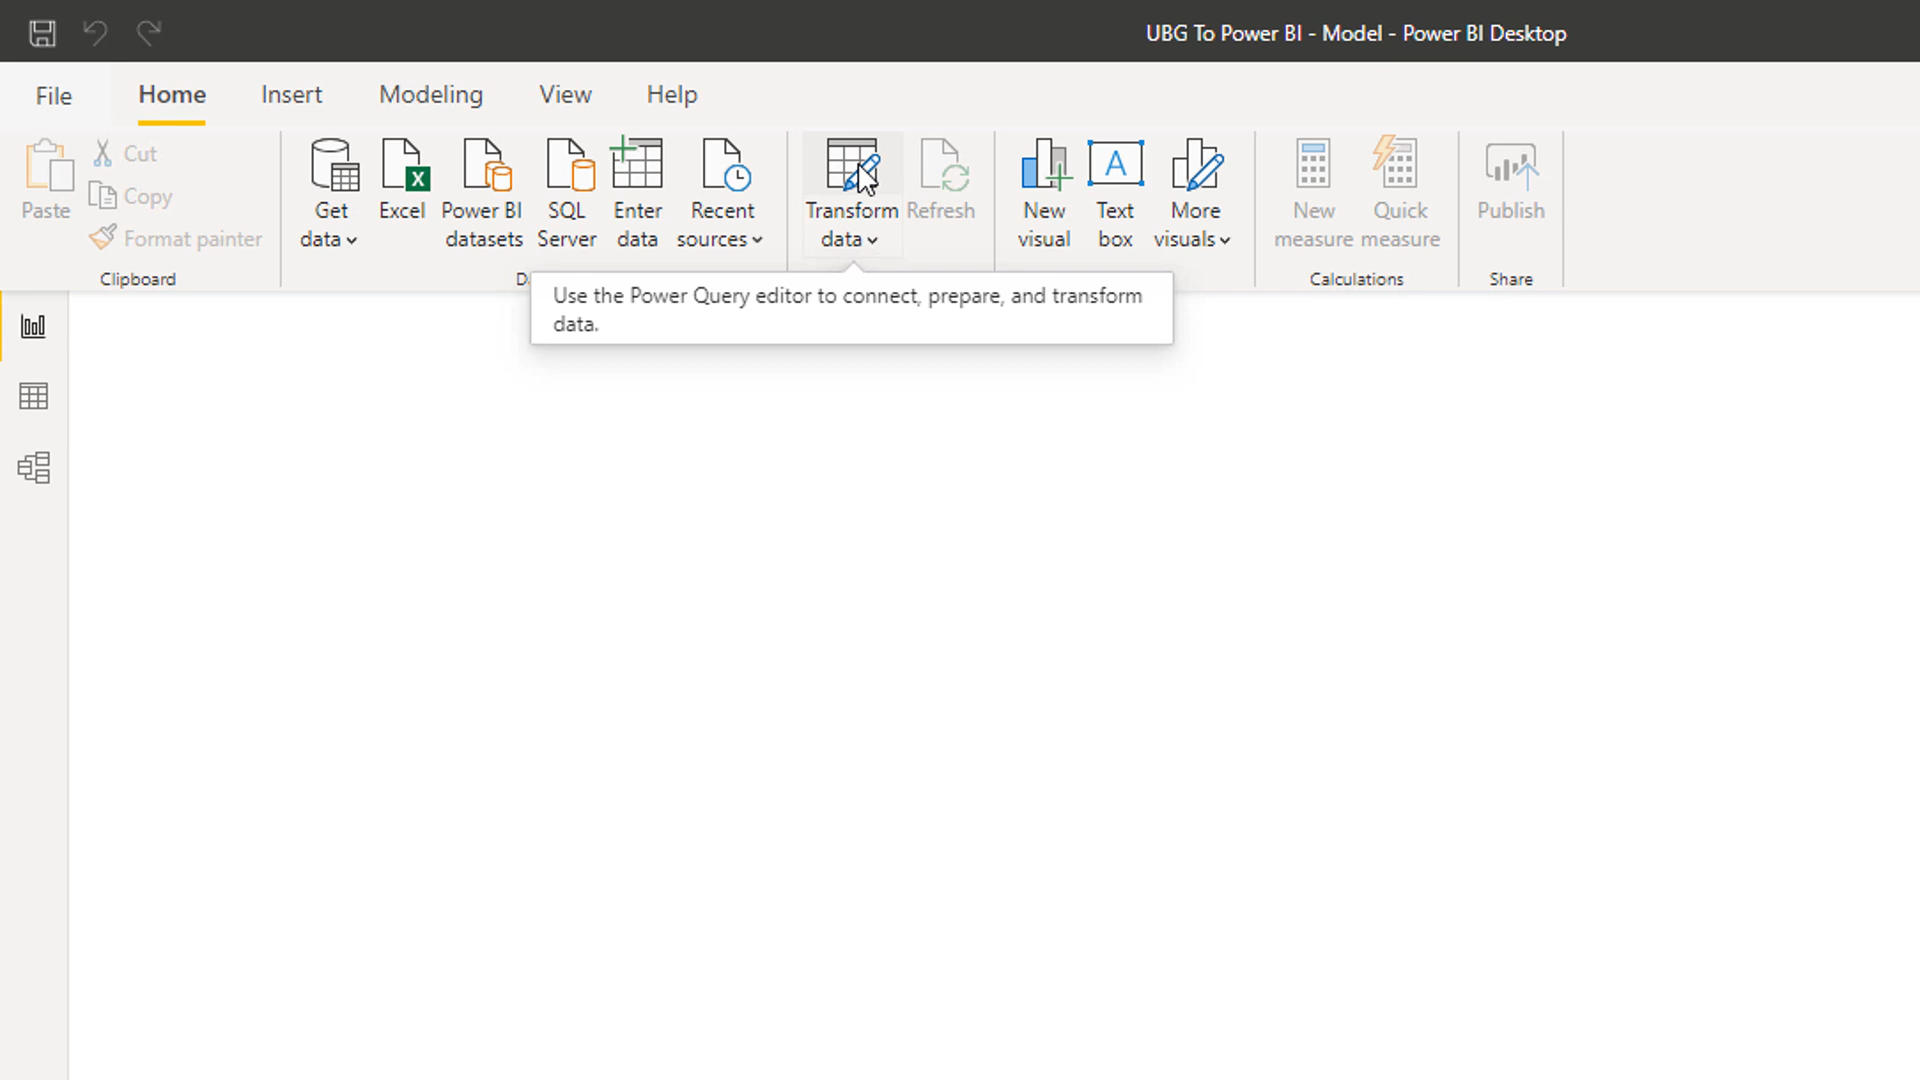 UBG To Power BI - Model - Power BI Desktop
File Home Insert Modeling View Help
Paste
Cut
Copy
Format painter
Clipboard
Get
data
Excel
Power BI
datasets
SQL
Server
Enter
data
Recent
sources
Transform
data
Refresh
New
visual
A
Text
box
More
visuals
New
measure
Quick
measure
Calculations
Publish
Share
Use the Power Query editor to connect, prepare, and transform
data.